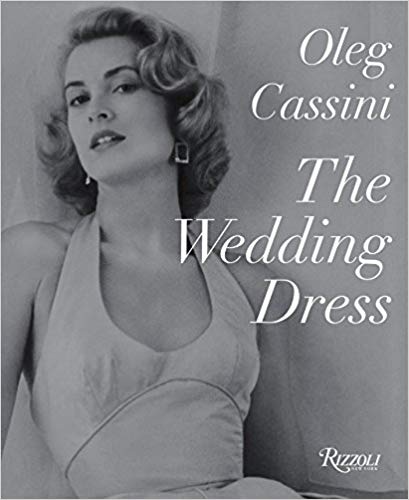 Oleg
Cassini
The
Wedding
Dress
RIZZOLI
NEW YORK